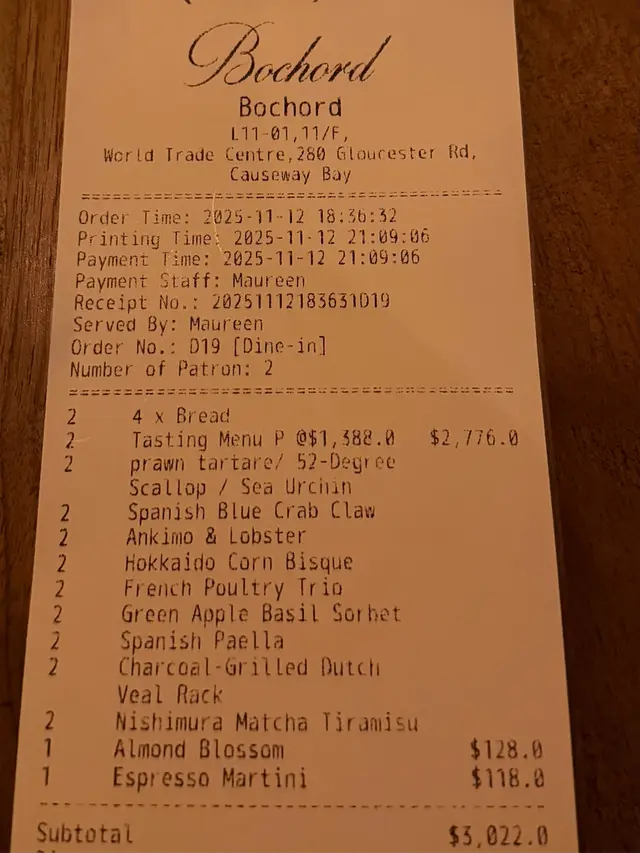 Bochord
Bochord
L11-01,11/F,
World Trade Centre,280 Gloucester Rd,
Causeway Bay
Order Time: 2025-11-12 18:36:32
Printing Time: 2025-11-12 21:09:06
Payment Time: 2025-11-12 21:09:06
Payment Staff: Maureen
Receipt No.: 20251112183631D19
Served By: Maureen
Order No.: D19 [Dine-in]
Number of Patron: 2
2 4 x Bread
2 Tasting Menu P @$1,388.0 $2,776.0
2 prawn tartare/ 52-Degree
Scallop / Sea Urchin
2 Spanish Blue Crab Claw
2 Ankimo & Lobster
2 Hokkaido Corn Bisque
2 French Poultry Trio
2 Green Apple Basil Sorbet
2 Spanish Paella
2 Charcoal-Grilled Dutch
Veal Rack
2 Nishimura Matcha Tiramisu
1 Almond Blossom $128.0
1 Espresso Martini $118.0
Subtotal $3,022.0